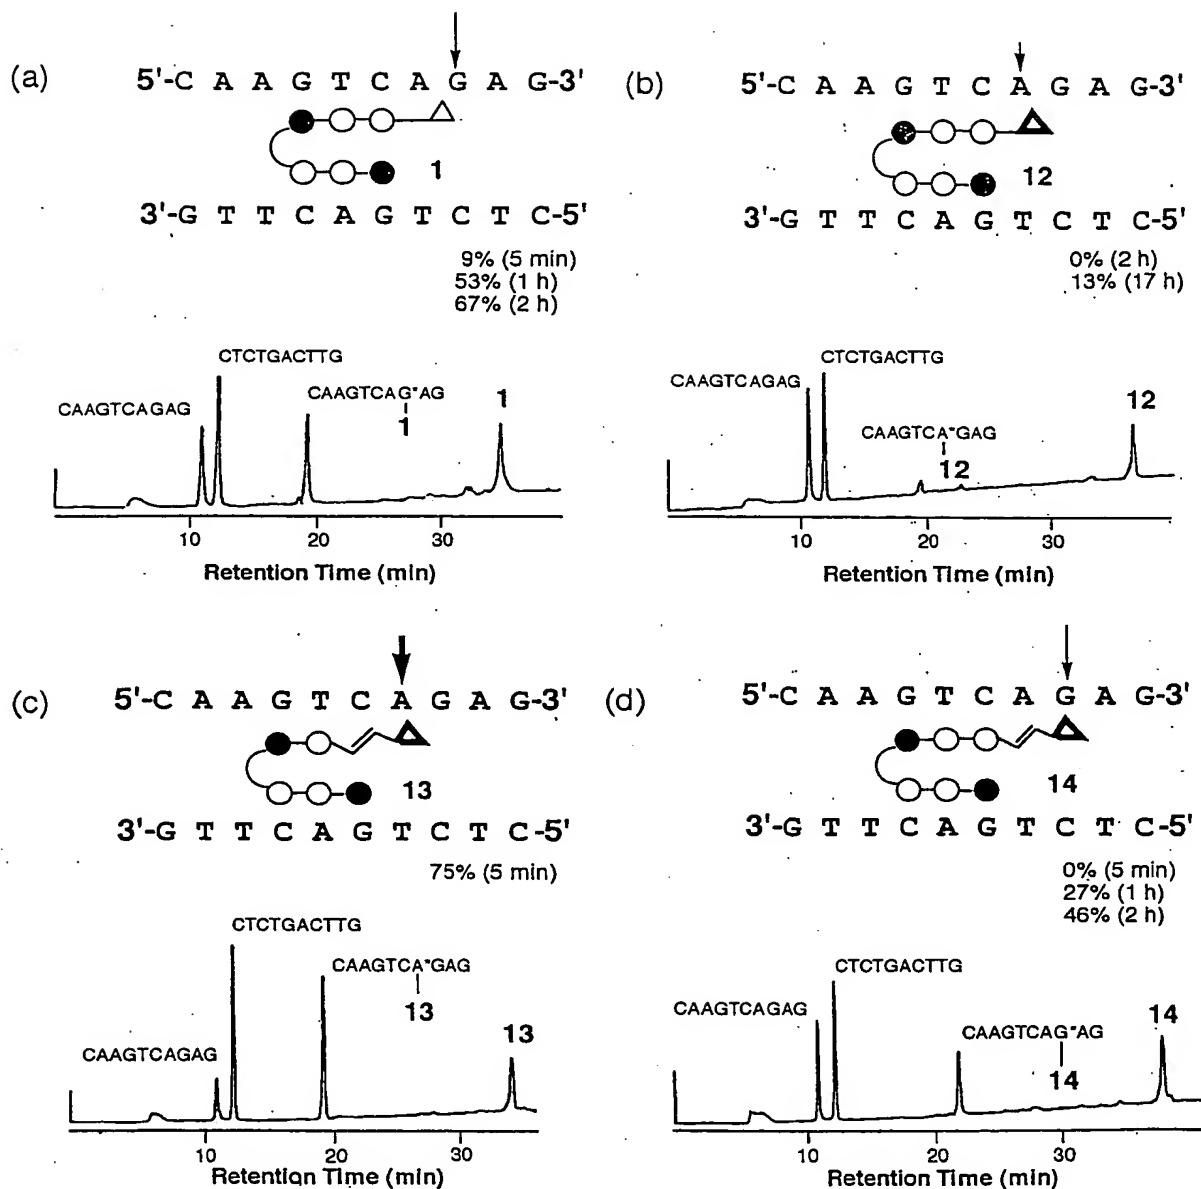 (a)
5'-C A A G T C A G A G-3'
1
3'-G T T C A G T C T C-5'
9% (5 min)
53% (1 h)
67% (2 h)
CTCTGACTTG
CAAGTCAGAG
CAAGTCAG*AG
1
1
10 20 30
Retention Time (min)
(b)
5'-C A A G T C A G A G-3'
12
3'-G T T C A G T C T C-5'
0% (2 h)
13% (17 h)
CTCTGACTTG
CAAGTCAGAG
CAAGTCA*GAG
12
12
10 20 30
Retention Time (min)
(c)
5'-C A A G T C A G A G-3'
13
3'-G T T C A G T C T C-5'
75% (5 min)
CTCTGACTTG
CAAGTCA*GAG
13
13
CAAGTCAGAG
10 20 30
Retention Time (min)
(d)
5'-C A A G T C A G A G-3'
14
3'-G T T C A G T C T C-5'
0% (5 min)
27% (1 h)
46% (2 h)
CTCTGACTTG
CAAGTCAGAG
CAAGTCAG*AG
14
14
10 20 30
Retention Time (min)